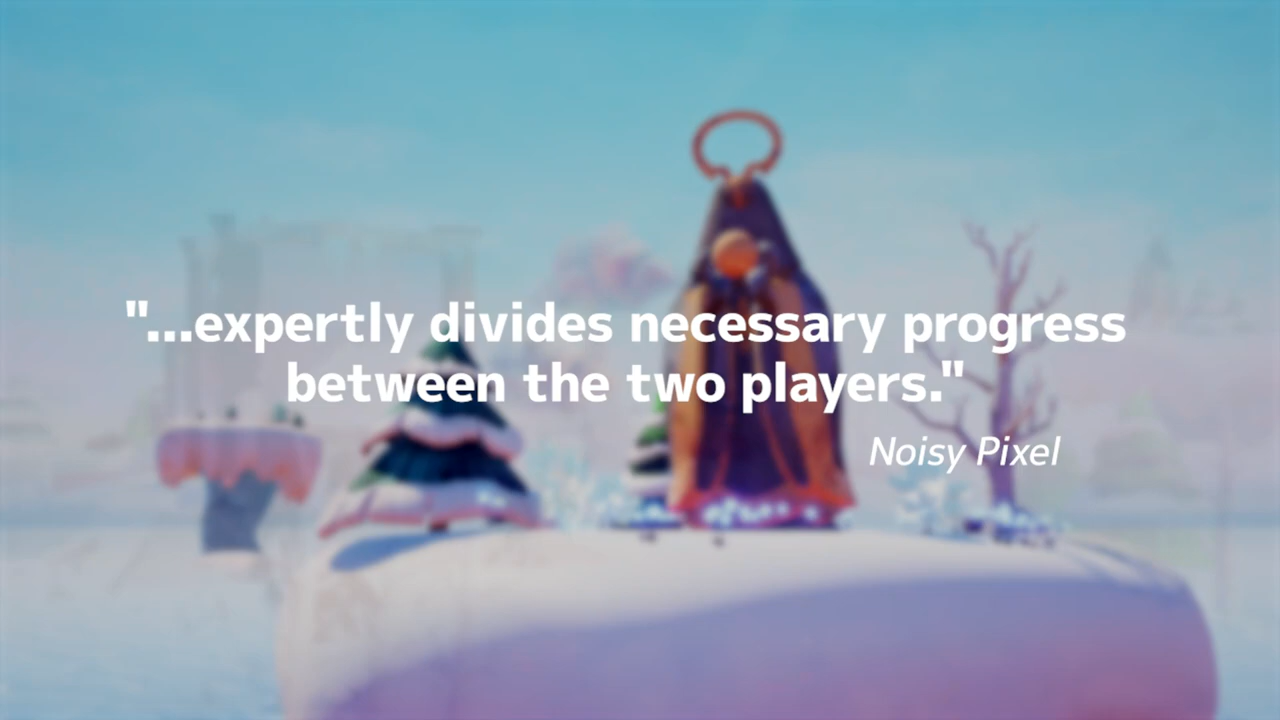 "...expertly divides necessary progress
between the two players."
Noisy Pixel